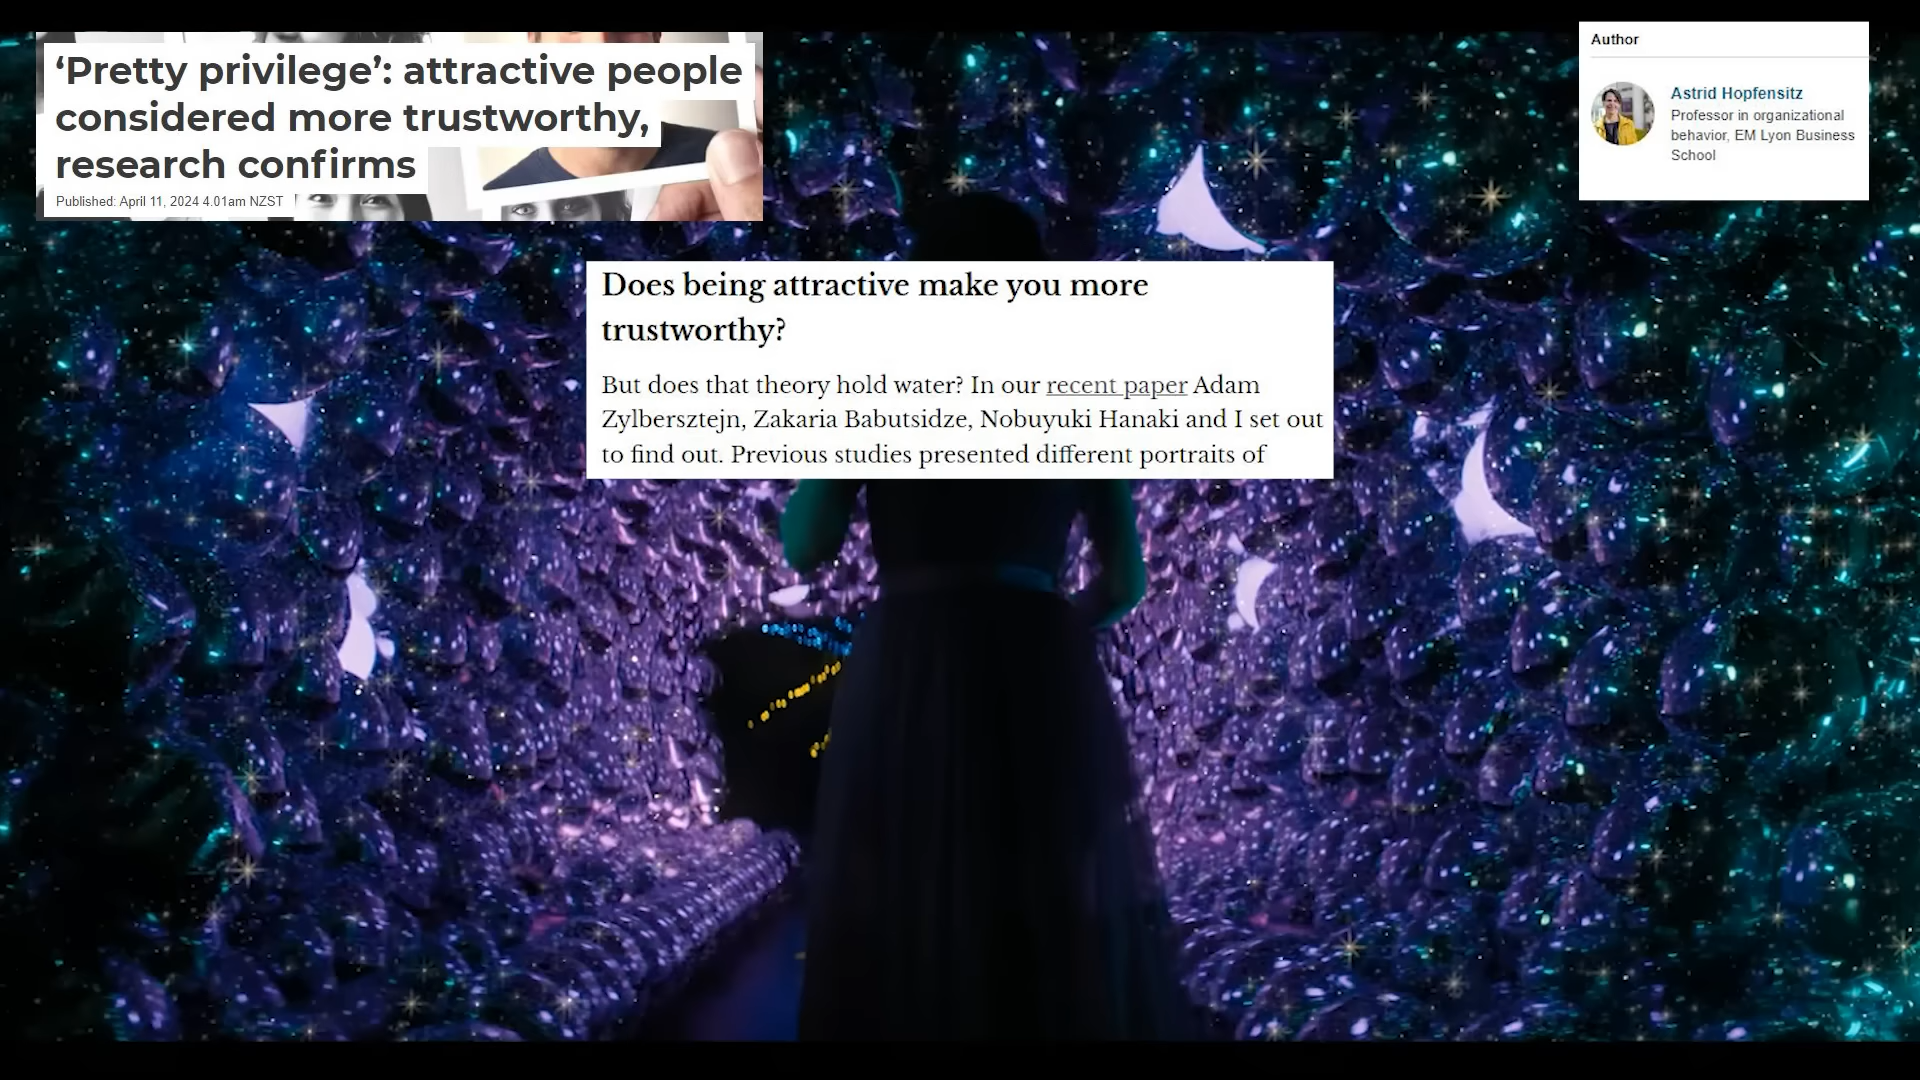 ‘Pretty privilege’: attractive people
considered more trustworthy,
research confirms
Published: April 11, 2024 4.01am NZST
Author
Astrid Hopfensitz
Professor in organizational
behavior, EM Lyon Business
School
Does being attractive make you more
trustworthy?
But does that theory hold water? In our recent paper Adam
Zylbersztejn, Zakaria Babutsidze, Nobuyuki Hanaki and I set out
to find out. Previous studies presented different portraits of